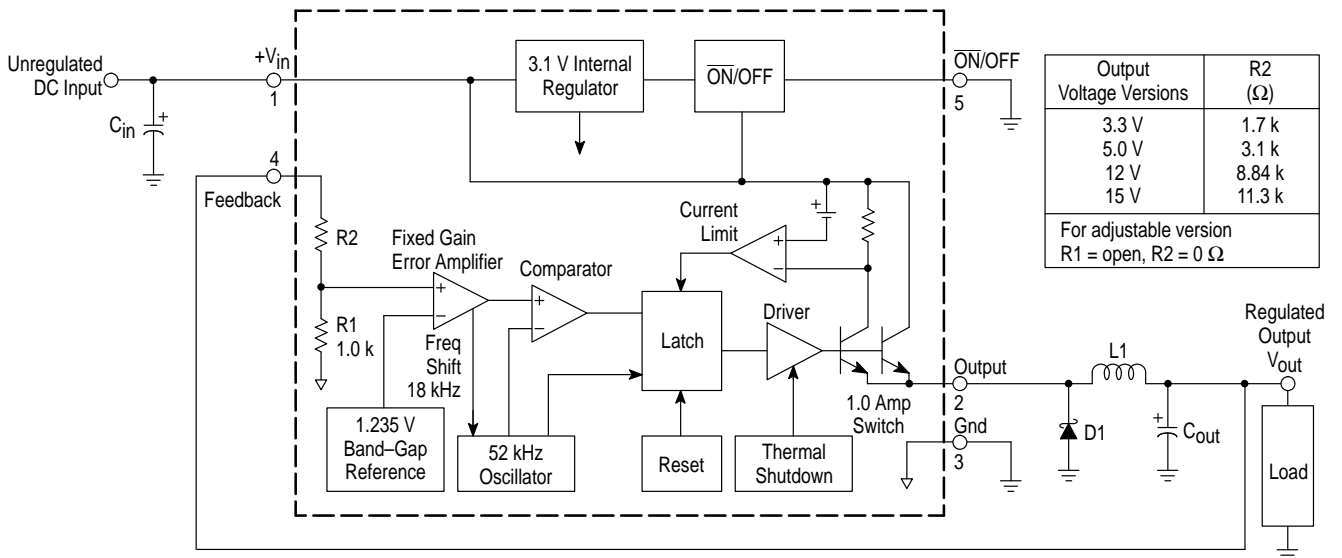 Unregulated
DC Input
+Vin
1
Cin
4
Feedback
3.1 V Internal
Regulator
ON/OFF
ON/OFF
5
Output
Voltage Versions
R2
(Ω)
3.3 V
1.7 k
5.0 V
3.1 k
12 V
8.84 k
15 V
11.3 k
For adjustable version
R1 = open, R2 = 0 Ω
Current
Limit
R2
Fixed Gain
Error Amplifier
Comparator
R1
1.0 k
Freq
Shift
18 kHz
Latch
Driver
1.0 Amp
Switch
1.235 V
Band–Gap
Reference
52 kHz
Oscillator
Reset
Thermal
Shutdown
Output
2
Gnd
3
L1
D1
Cout
Regulated
Output
Vout
Load